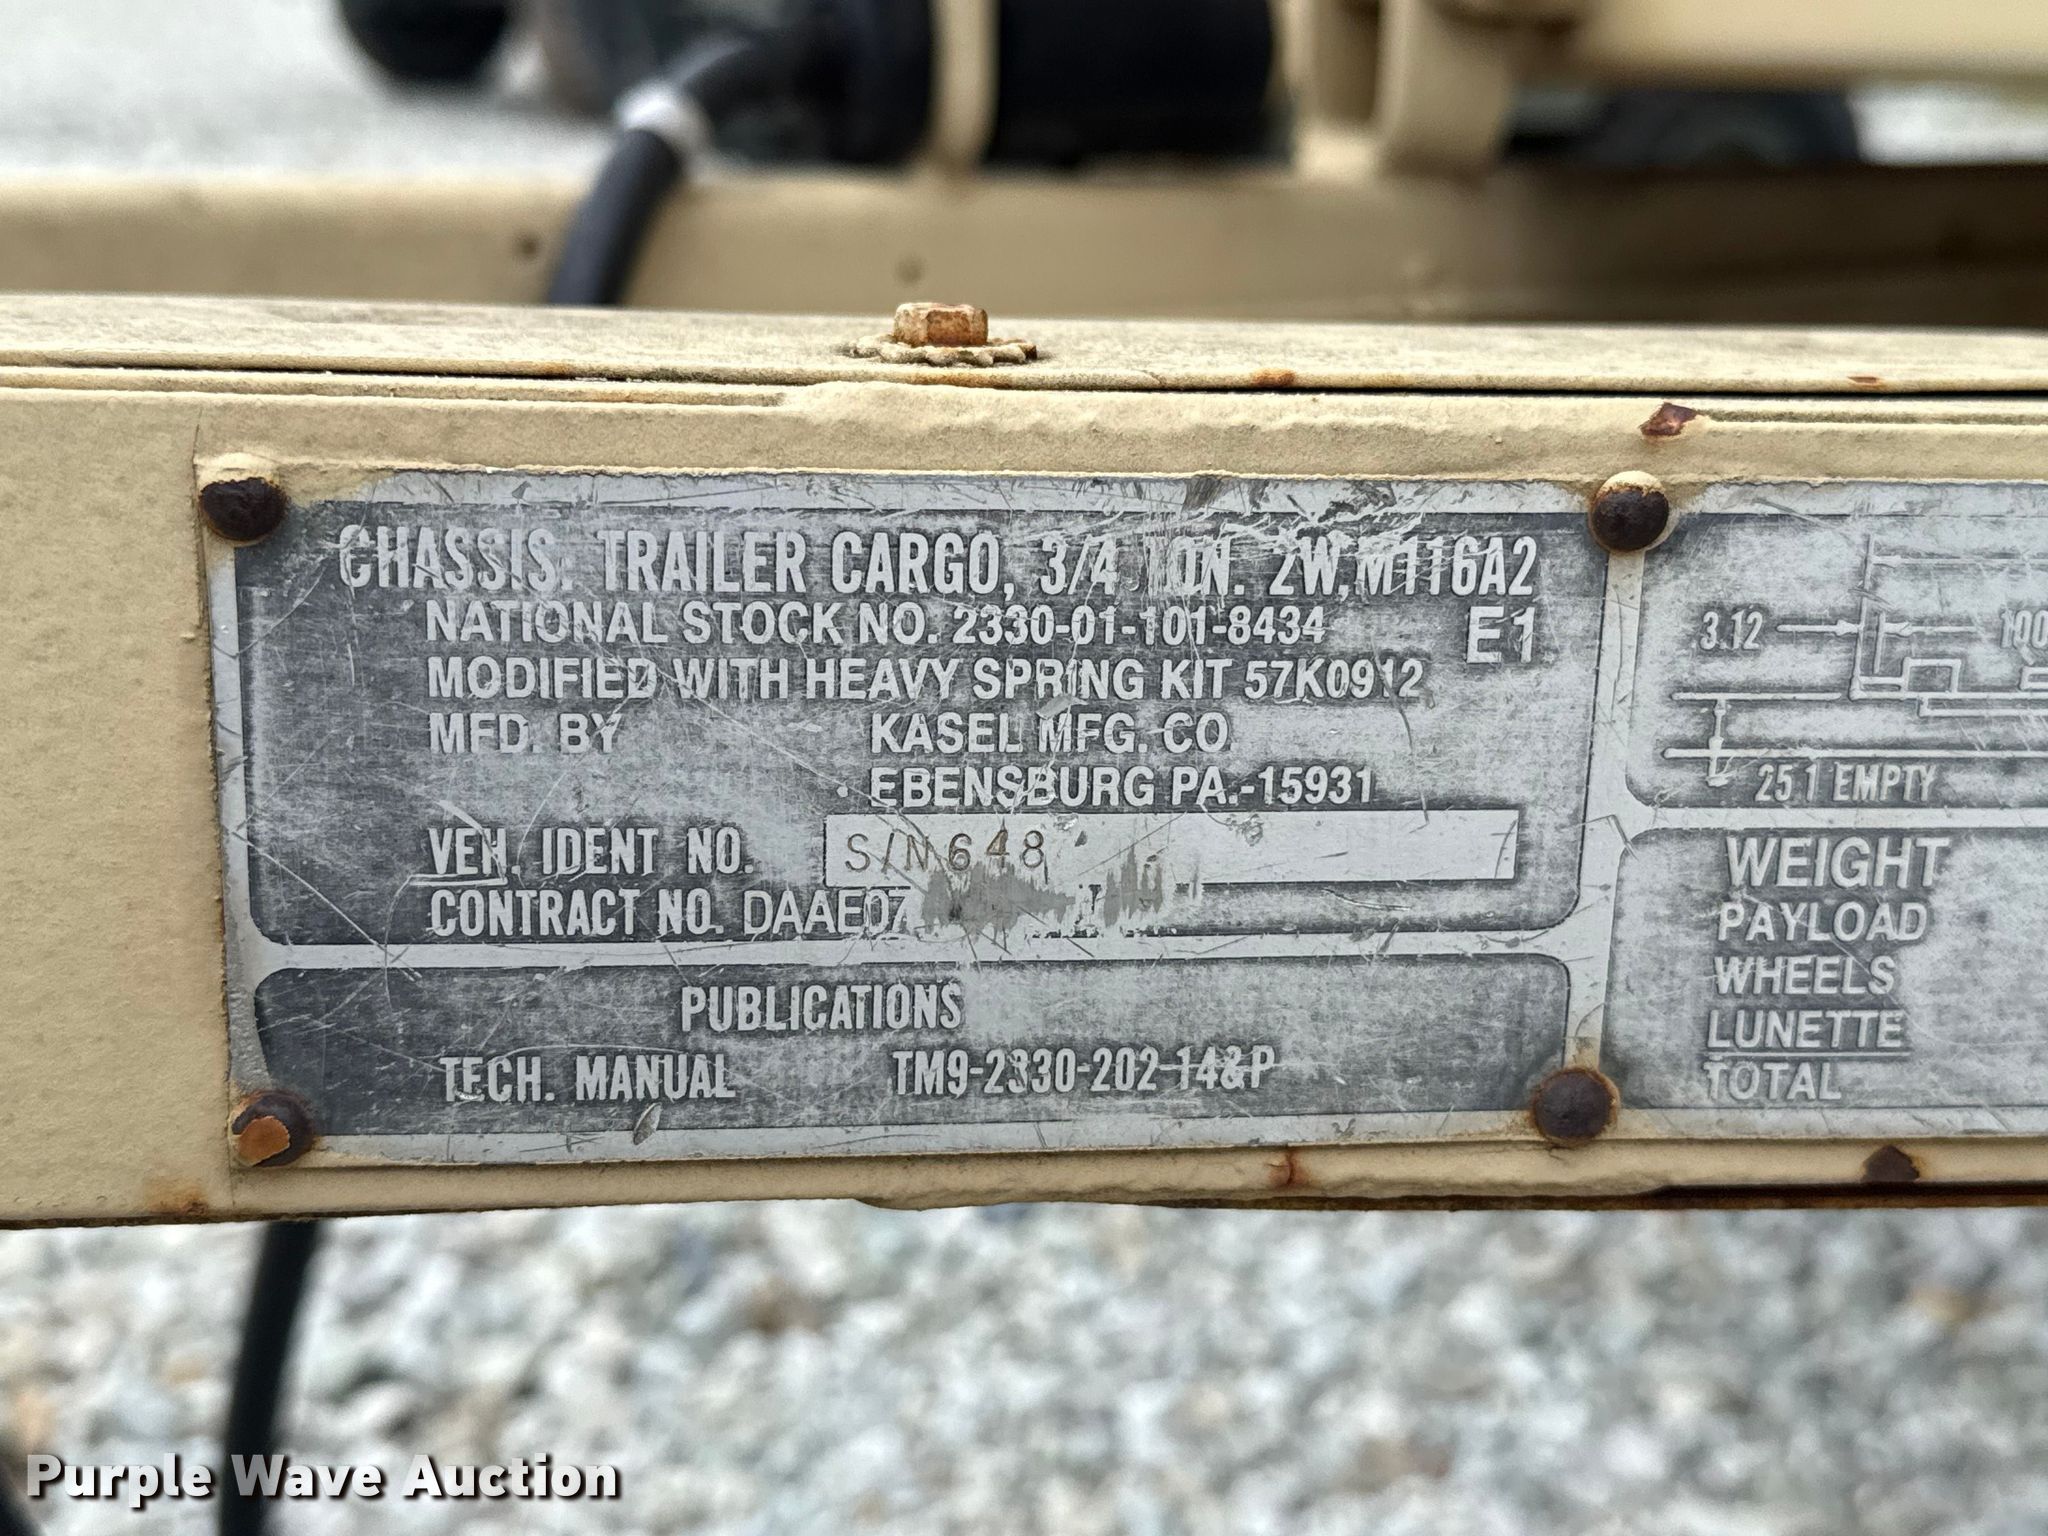 CHASSIS. TRAILER CARGO, 3/4 TON. 2W, M116A2
NATIONAL STOCK NO. 2330-01-101-8434 E1
MODIFIED WITH HEAVY SPRING KIT 57K0912
MFD. BY KASEL MFG. CO.
EBENSBURG PA.-15931
VEH. IDENT NO. S/N 648
CONTRACT NO. DAAE07
PUBLICATIONS
TECH. MANUAL TM9-2330-202-14&P
3.12 100
25.1 EMPTY
WEIGHT
PAYLOAD
WHEELS
LUNETTE
TOTAL
Purple Wave Auction